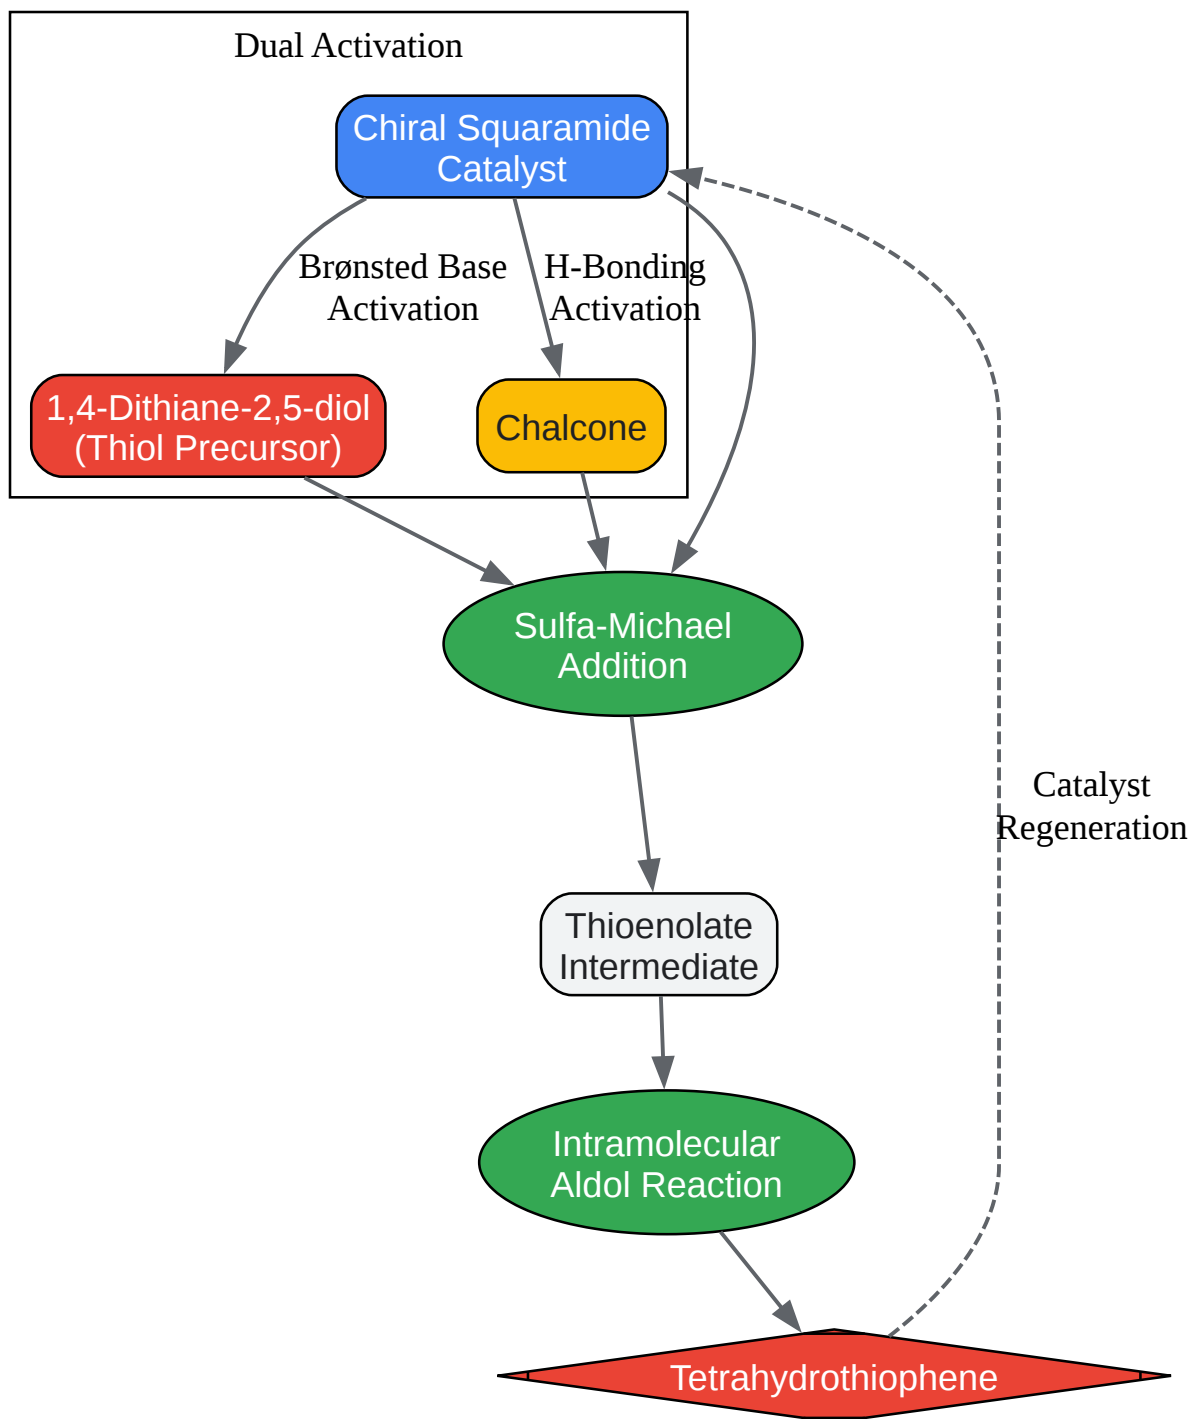 Dual Activation
Chiral Squaramide
Catalyst
Brønsted Base
Activation
H-Bonding
Activation
1,4-Dithiane-2,5-diol
(Thiol Precursor)
Chalcone
Sulfa-Michael
Addition
Catalyst
Regeneration
Thioenolate
Intermediate
Intramolecular
Aldol Reaction
Tetrahydrothiophene